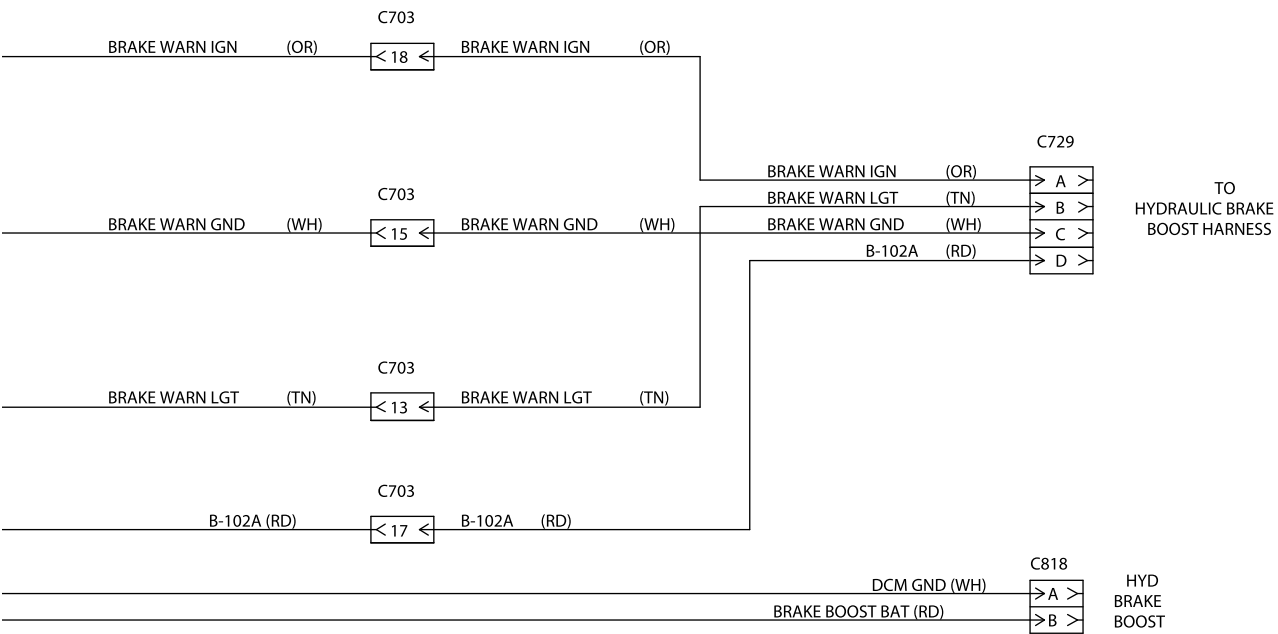 C703
BRAKE WARN IGN (OR) 18 BRAKE WARN IGN (OR)
C729
BRAKE WARN IGN (OR) A
BRAKE WARN LGT (TN) B
C703
BRAKE WARN GND (WH) 15 BRAKE WARN GND (WH) BRAKE WARN GND (WH) C
B-102A (RD) D
TO
HYDRAULIC BRAKE
BOOST HARNESS
C703
BRAKE WARN LGT (TN) 13 BRAKE WARN LGT (TN)
C703
B-102A (RD) 17 B-102A (RD)
C818
DCM GND (WH) A
BRAKE BOOST BAT (RD) B
HYD
BRAKE
BOOST